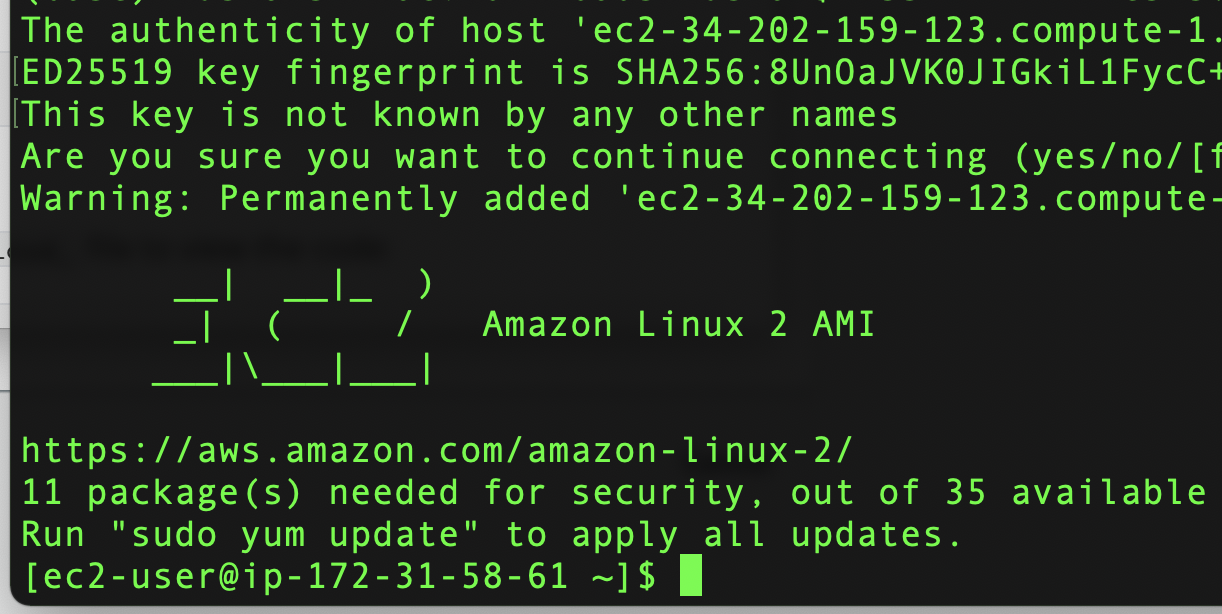 The authenticity of host 'ec2-34-202-159-123.compute-1.
ED25519 key fingerprint is SHA256:8UnOaJVK0JIGkiL1FycC+
This key is not known by any other names
Are you sure you want to continue connecting (yes/no/[f
Warning: Permanently added 'ec2-34-202-159-123.compute-
       __|  __|_  )
       _|  (     /   Amazon Linux 2 AMI
      ___|\___|___|
https://aws.amazon.com/amazon-linux-2/
11 package(s) needed for security, out of 35 available
Run "sudo yum update" to apply all updates.
[ec2-user@ip-172-31-58-61 ~]$